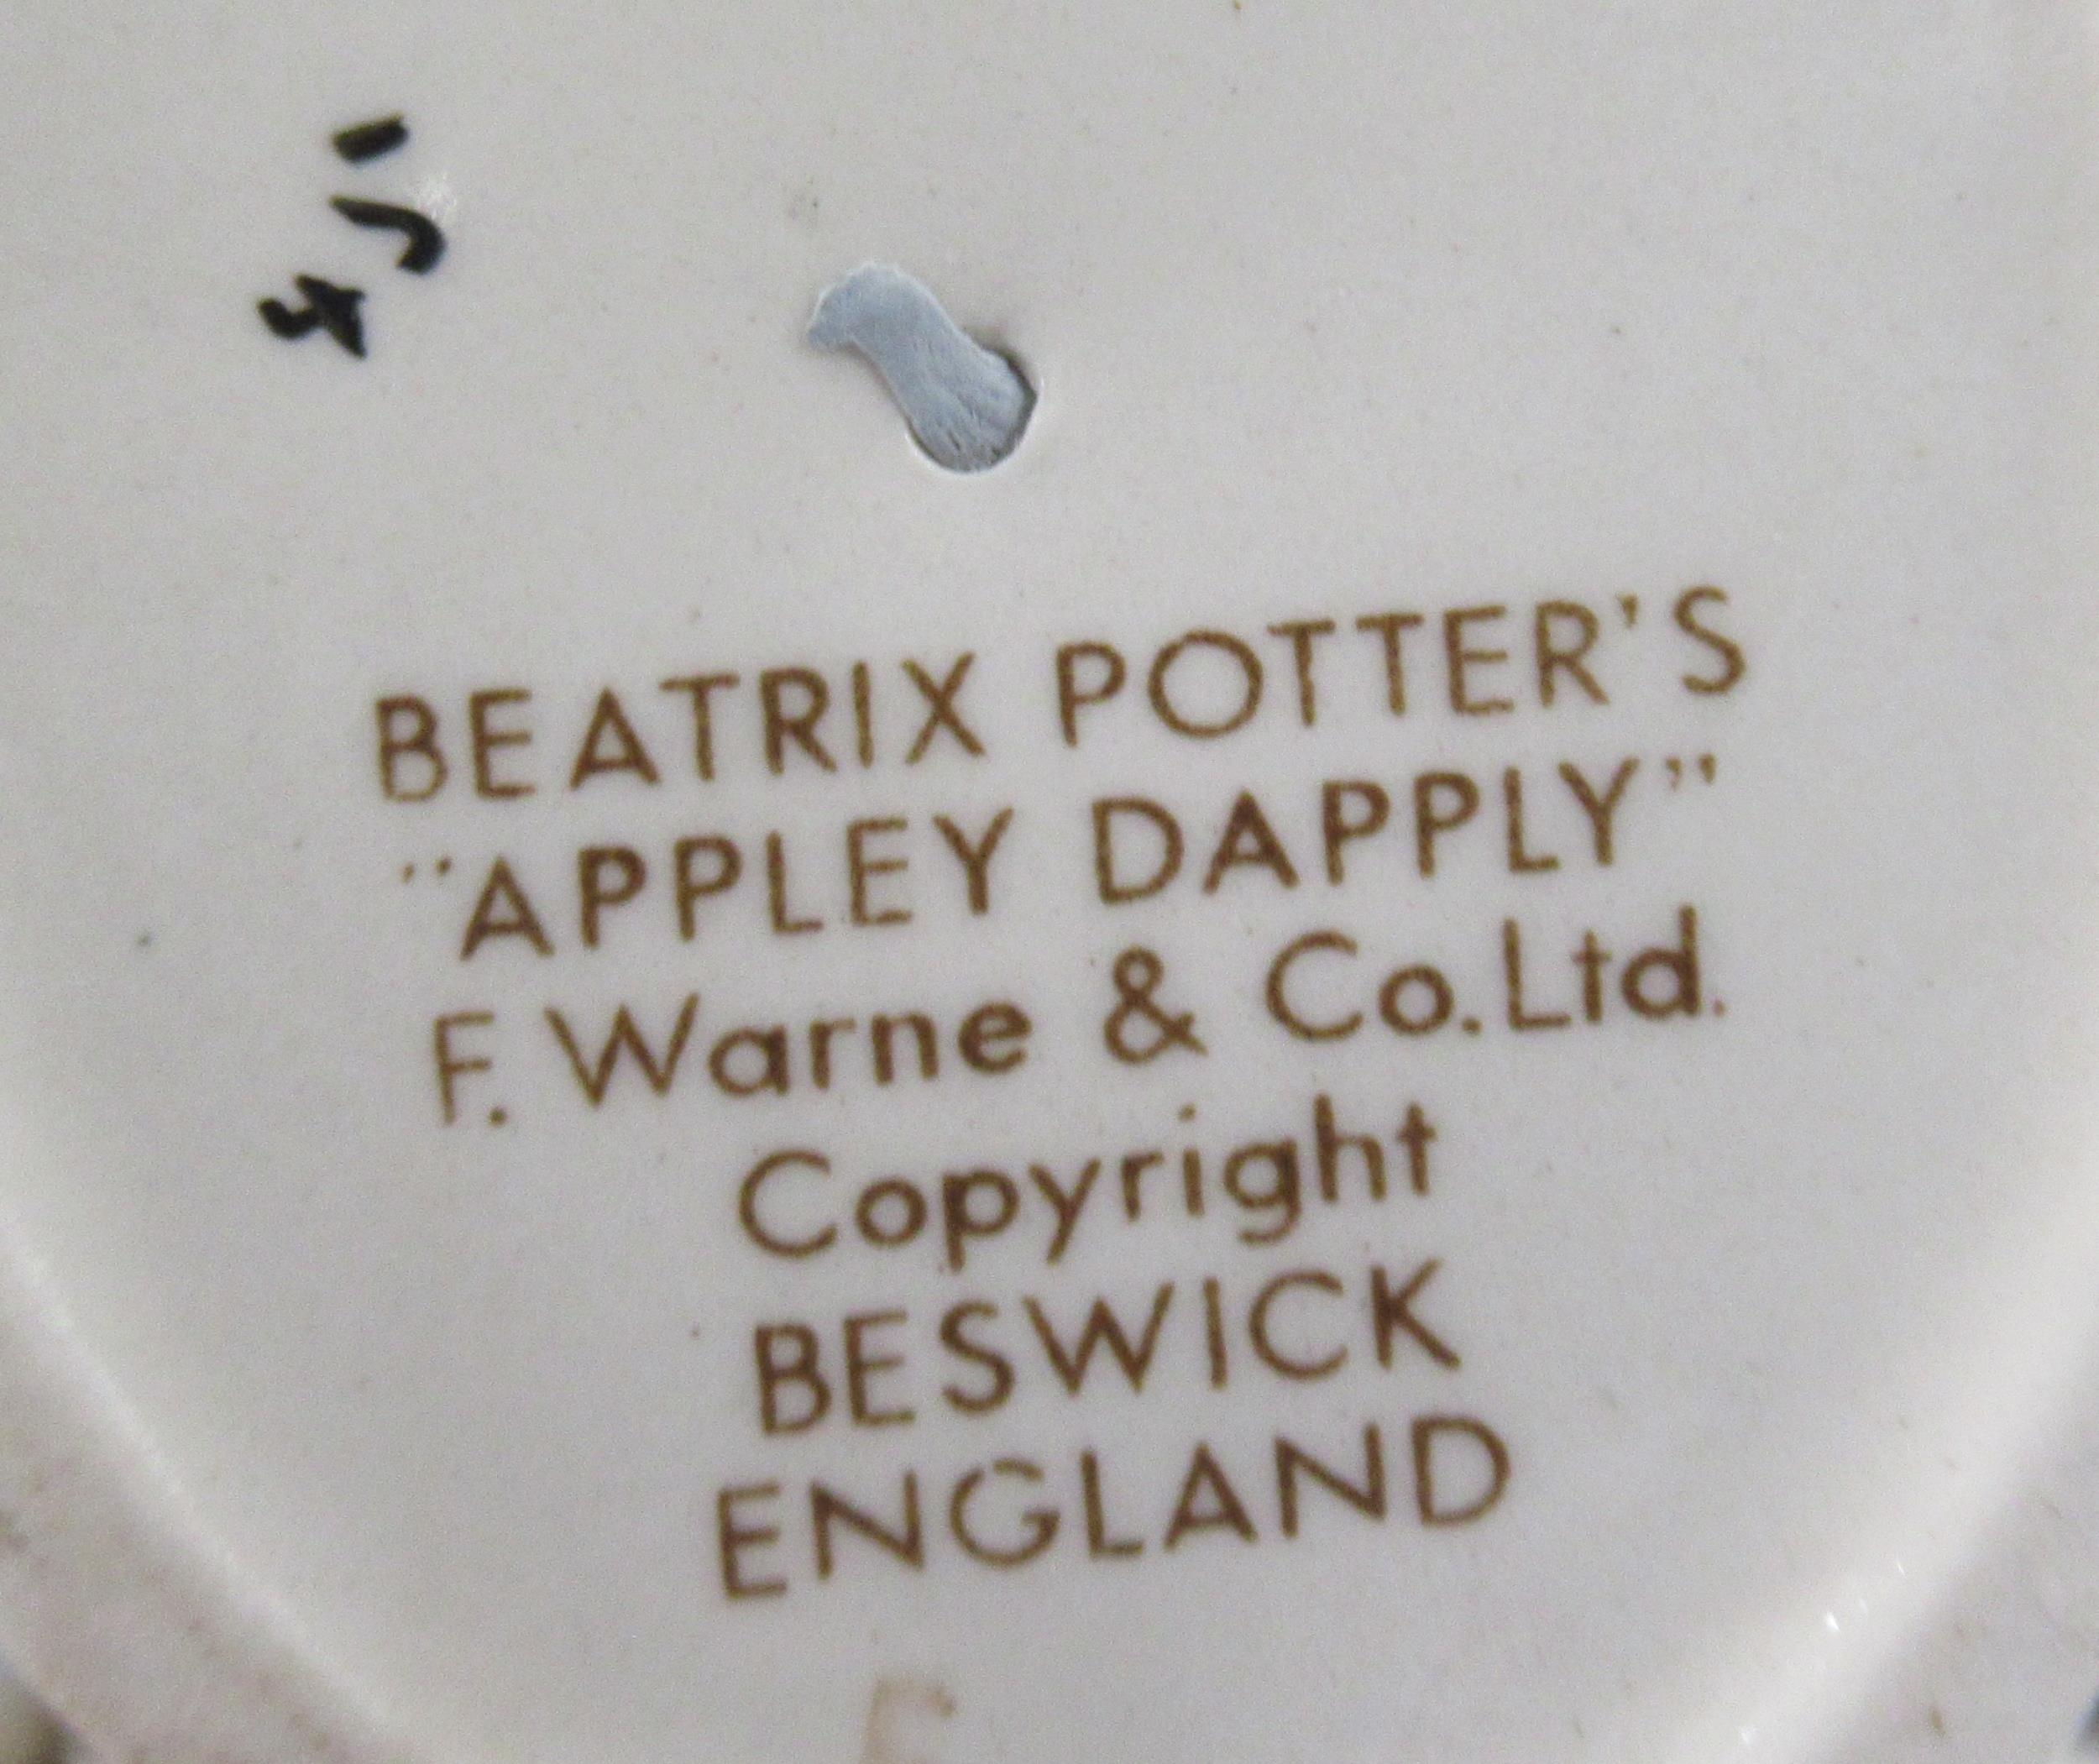 BEATRIX POTTER'S
"APPLEY DAPPLY"
F. Warne & Co. Ltd.
Copyright
BESWICK
ENGLAND